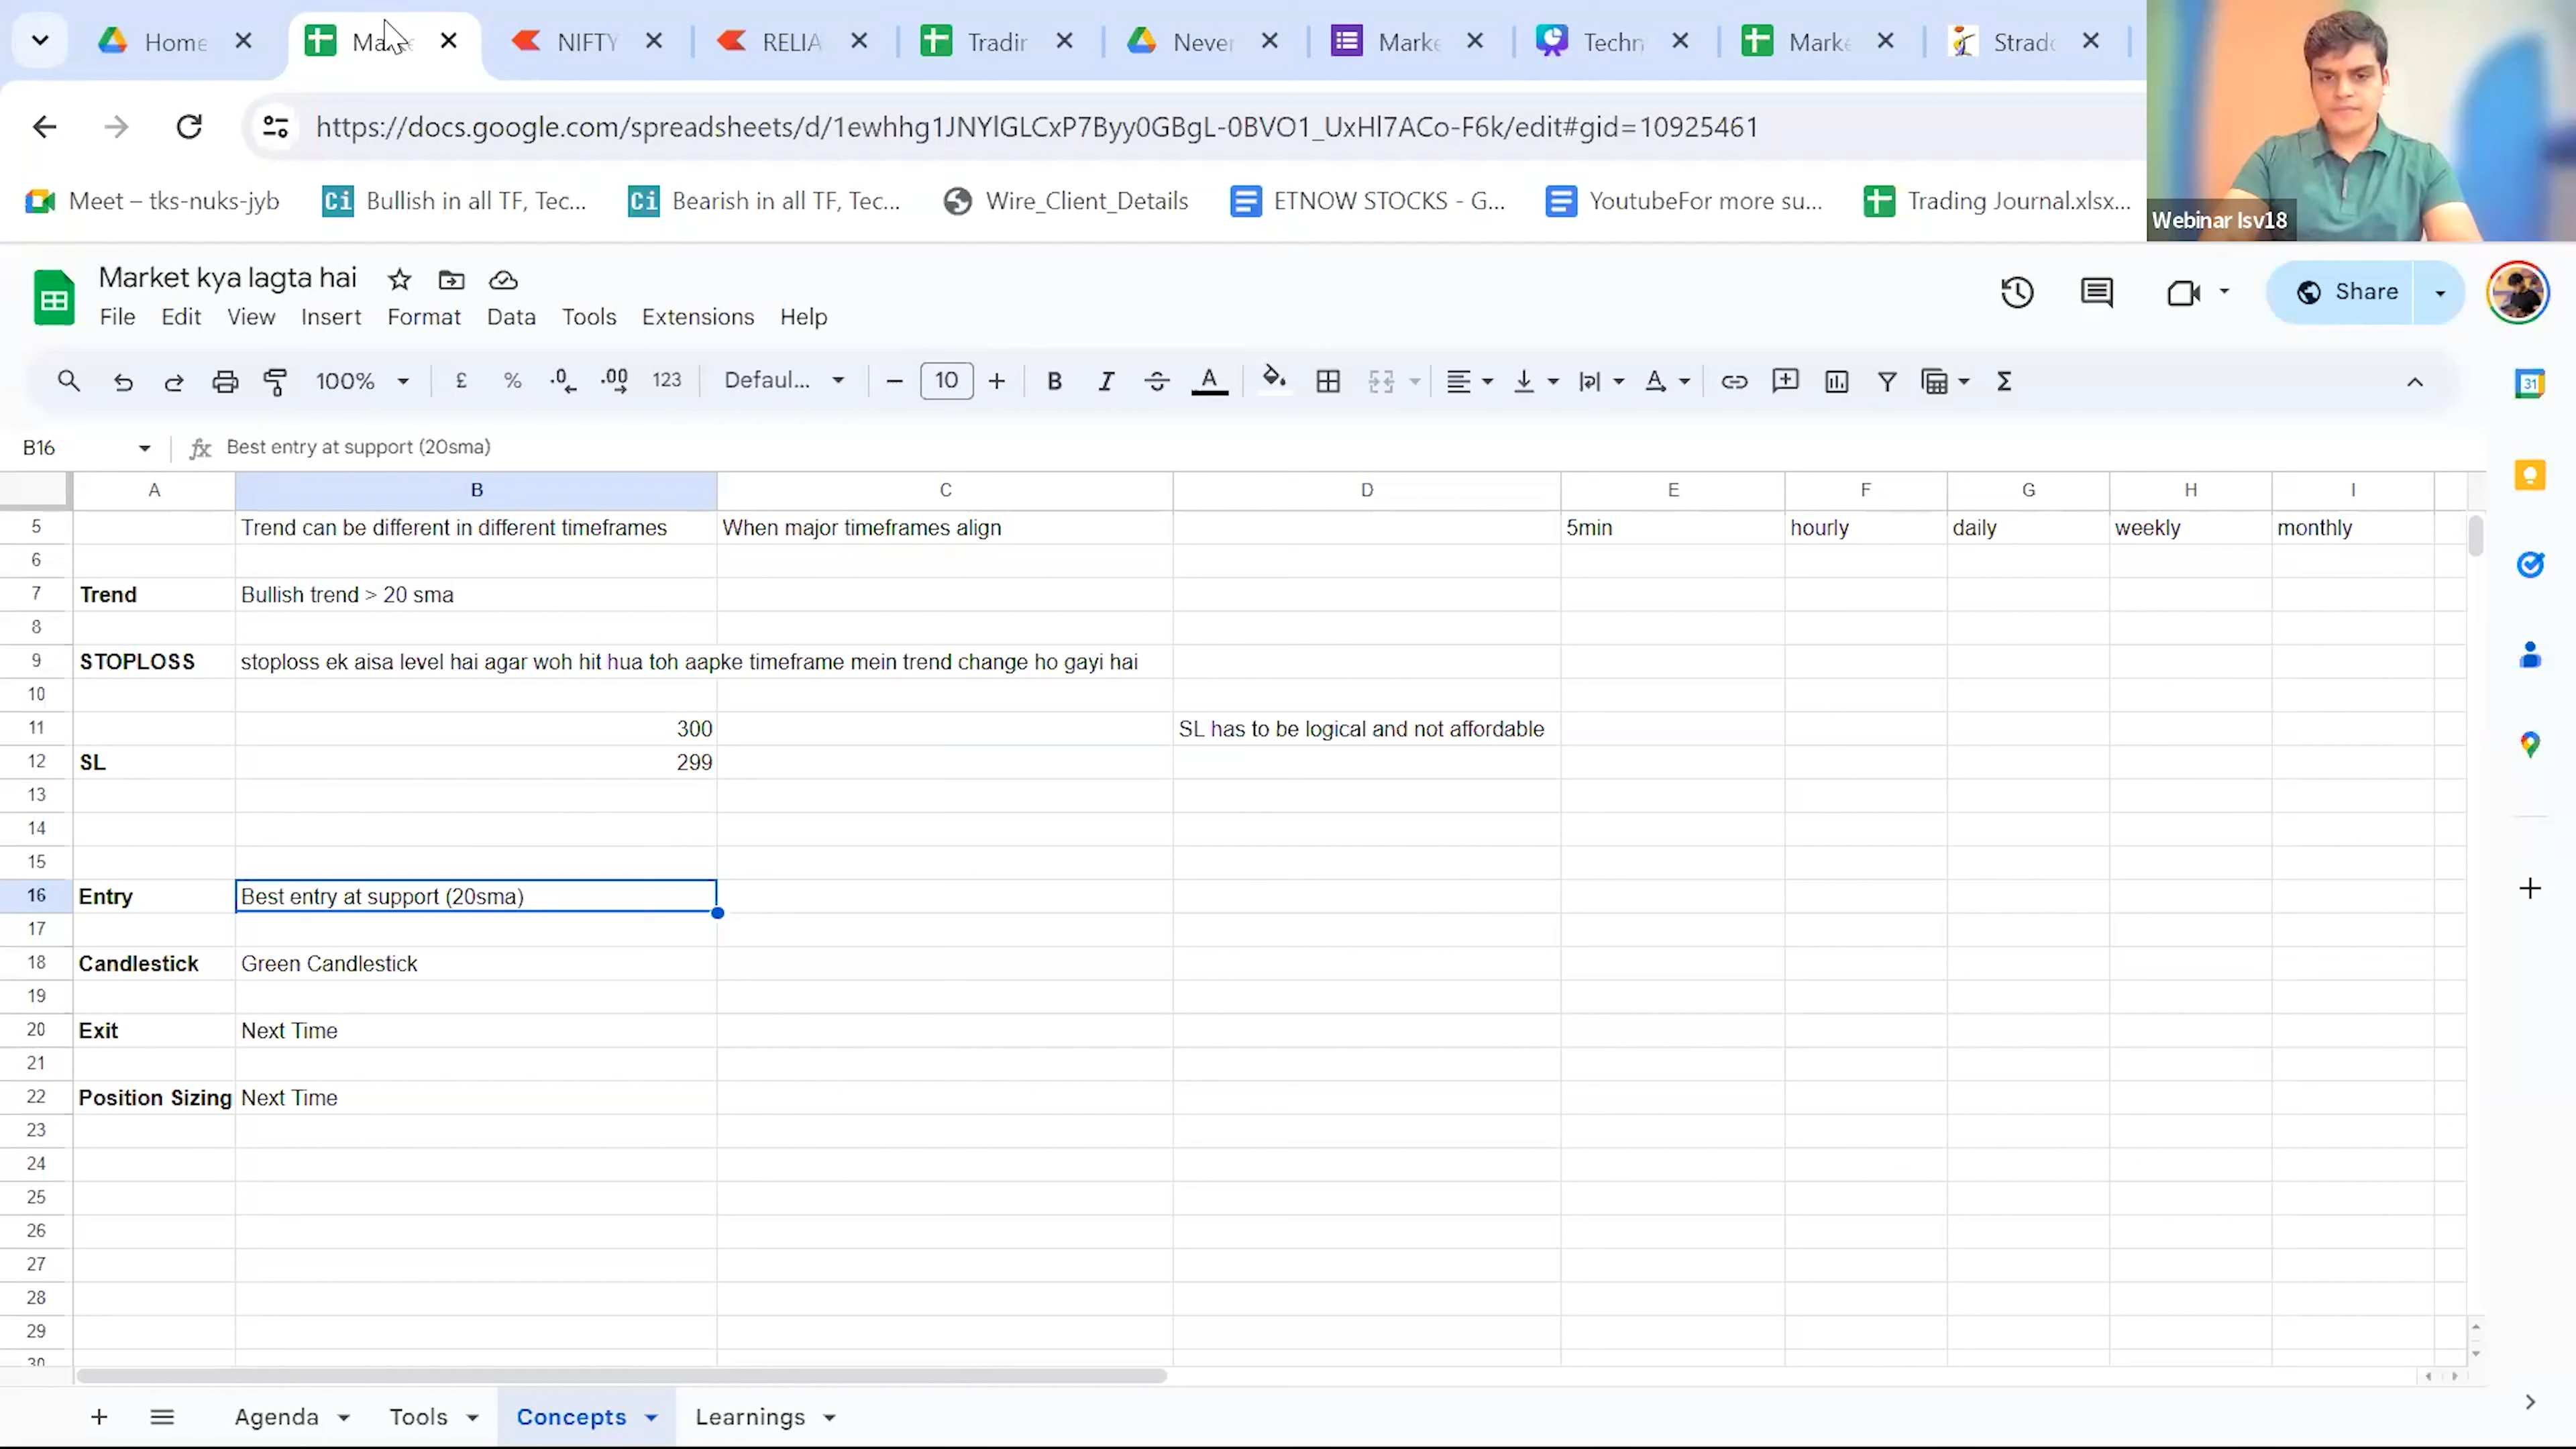 Home
Ma
NIFTY
RELIA
Tradir
Never
Marke
Techn
Marke
Strad
https://docs.google.com/spreadsheets/d/1ewhhg1JNYlGLCxP7Byy0GBgL-0BVO1_UxHl7ACo-F6k/edit#gid=10925461
Meet – tks-nuks-jyb
Ci Bullish in all TF, Tec...
Ci Bearish in all TF, Tec...
Wire_Client_Details
ETNOW STOCKS - G...
YoutubeFor more su...
Trading Journal.xlsx...
Webinar Isv18
Market kya lagta hai
File Edit View Insert Format Data Tools Extensions Help
Share
100% £ % .0 .00 123 Defaul... 10 B I A A Σ
31
B16 fx Best entry at support (20sma)
A B C D E F G H I
5 Trend can be different in different timeframes When major timeframes align 5min hourly daily weekly monthly
6
7 Trend Bullish trend > 20 sma
8
9 STOPLOSS stoploss ek aisa level hai agar woh hit hua toh aapke timeframe mein trend change ho gayi hai
10
11 300 SL has to be logical and not affordable
12 SL 299
13
14
15
16 Entry Best entry at support (20sma)
17
18 Candlestick Green Candlestick
19
20 Exit Next Time
21
22 Position Sizing Next Time
23
24
25
26
27
28
29
30
Agenda Tools Concepts Learnings